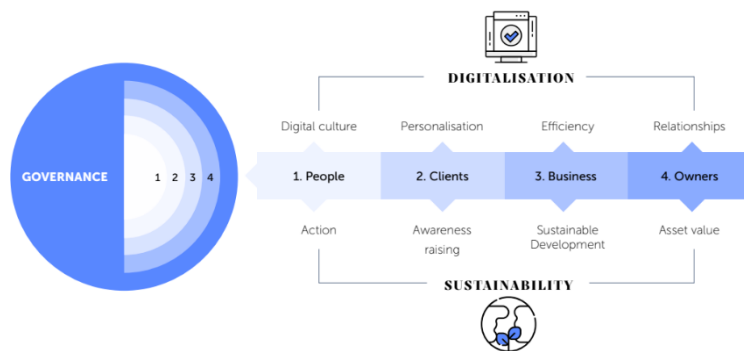 DIGITALISATION
Digital culture
Personalisation
Efficiency
Relationships
GOVERNANCE
1
2
3
4
1. People
2. Clients
3. Business
4. Owners
Action
Awareness
raising
Sustainable
Development
Asset value
SUSTAINABILITY